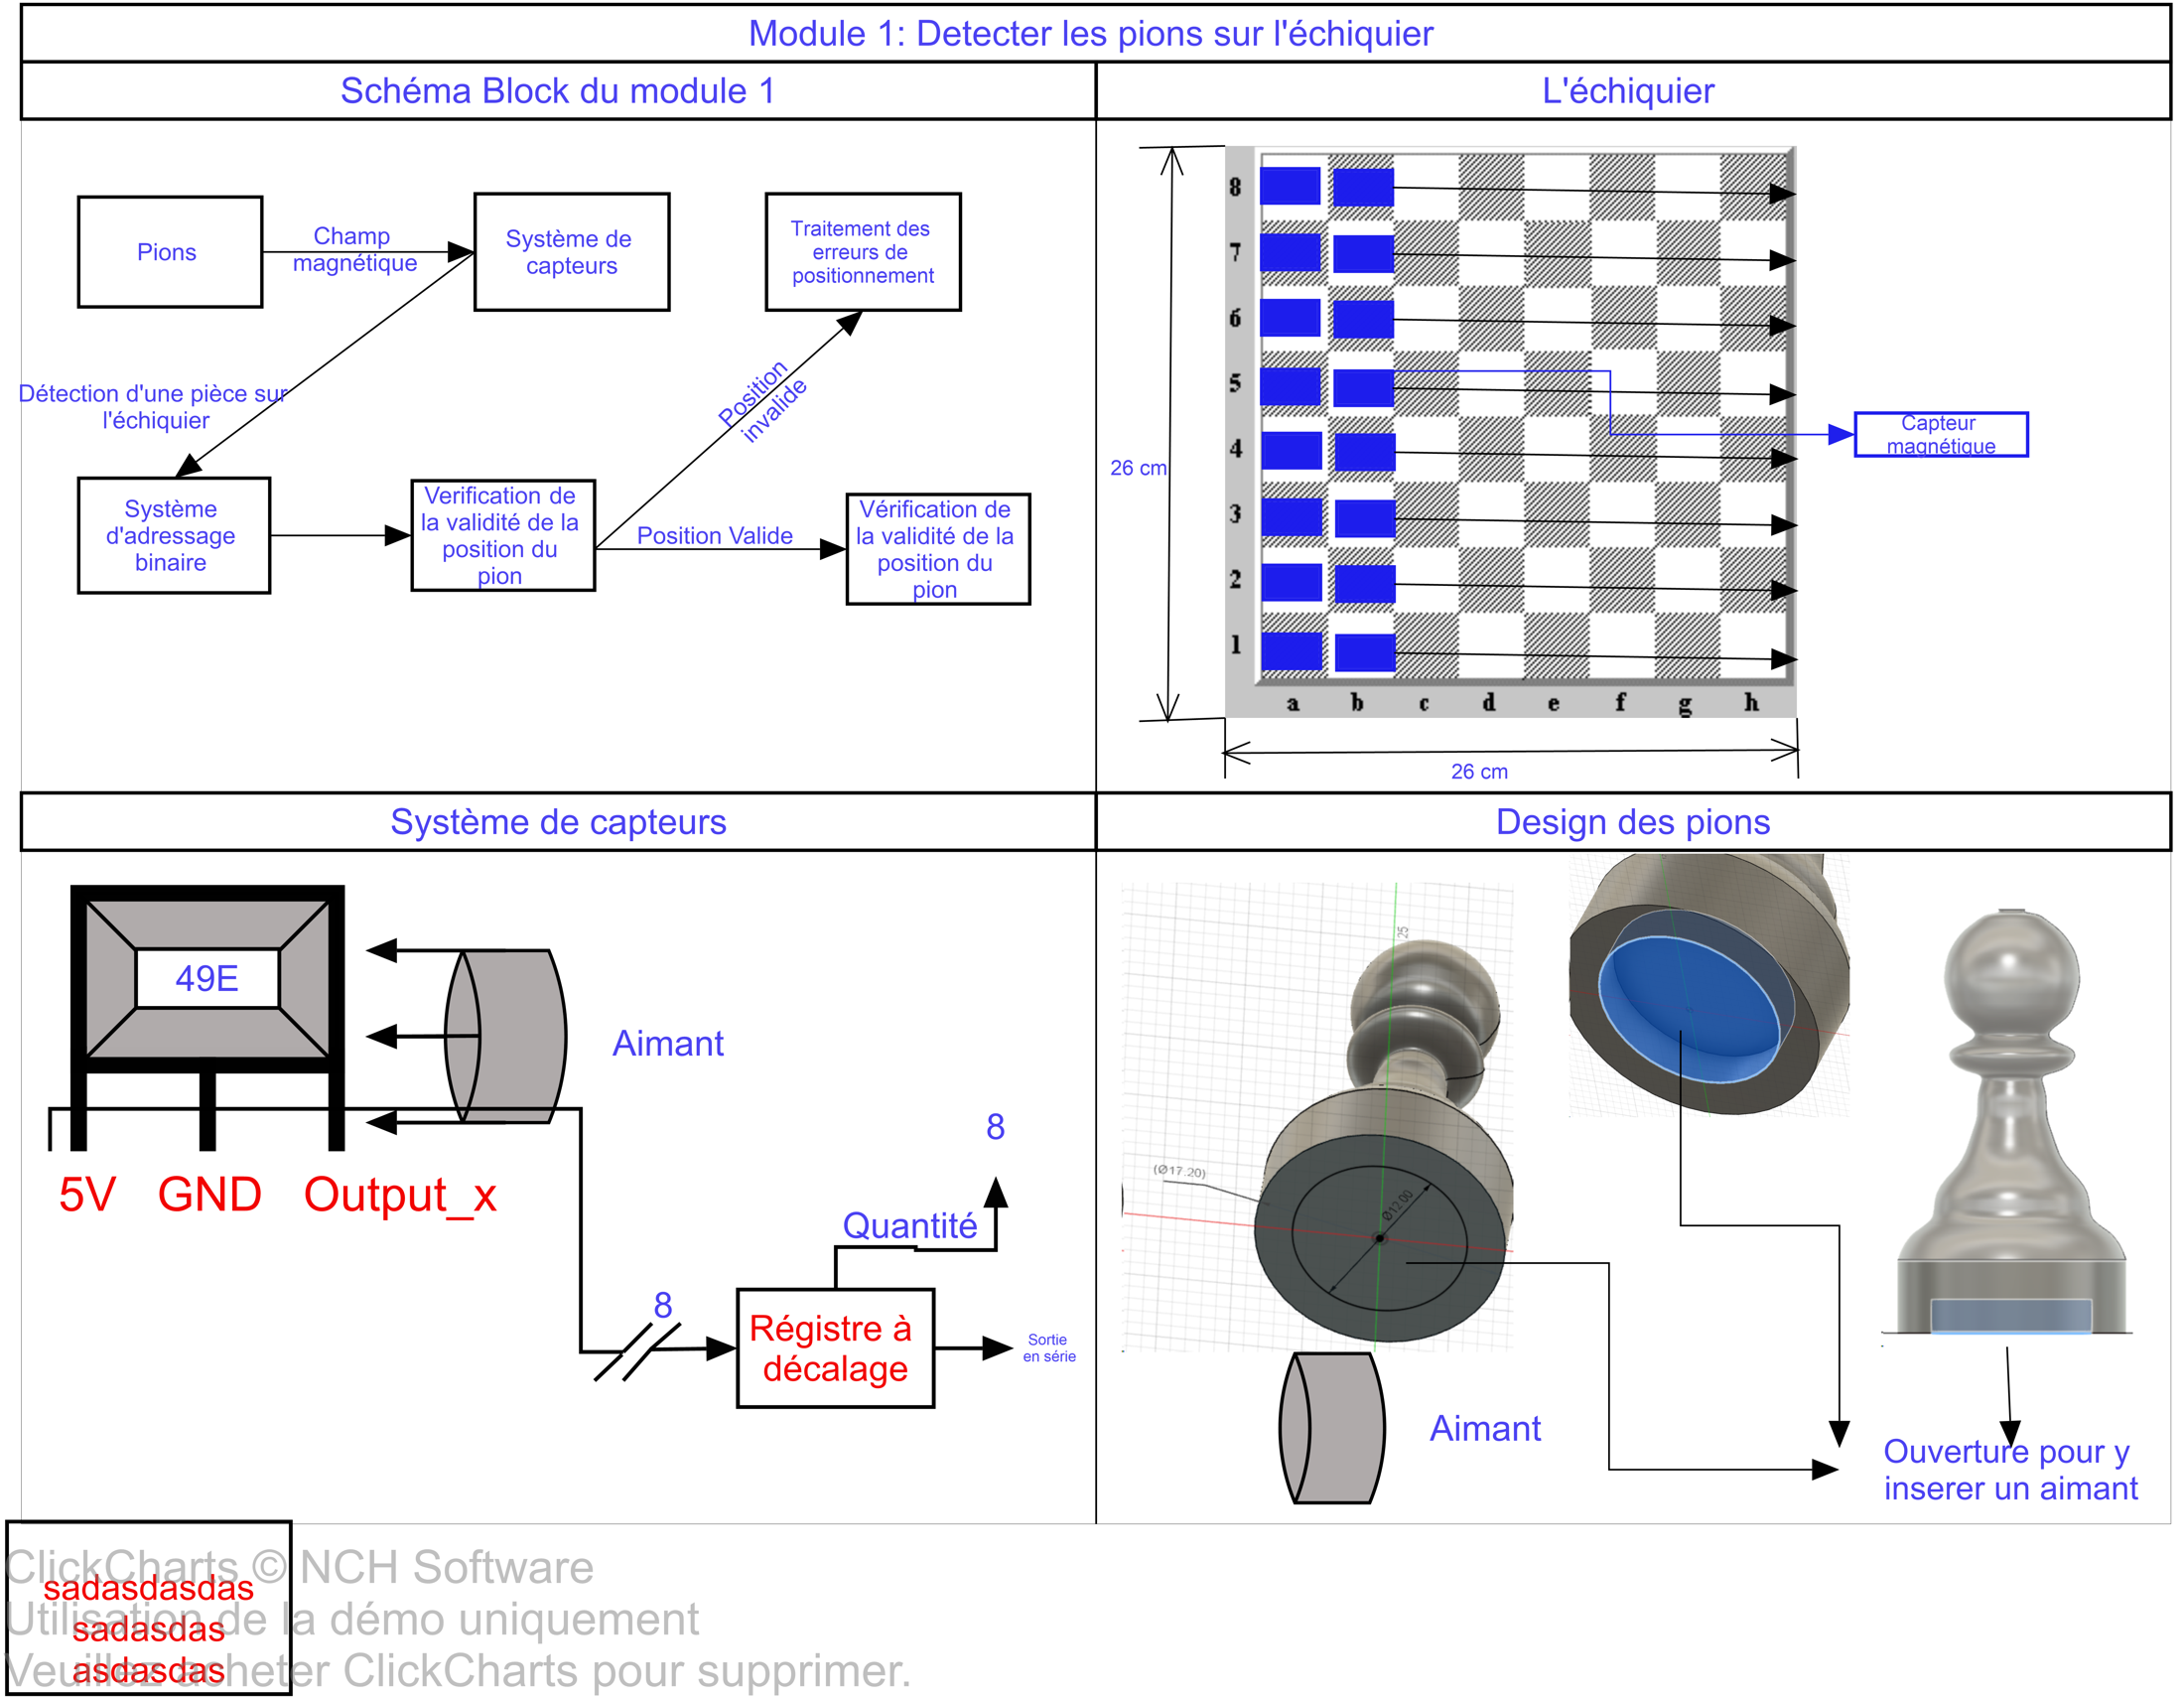 Module 1: Detecter les pions sur l'échiquier
Schéma Block du module 1
L'échiquier
Pions
Champ
magnétique
Système de
capteurs
Traitement des
erreurs de
positionnement
Détection d'une pièce sur
l'échiquier
Position
invalide
Système
d'adressage
binaire
Verification de
la validité de la
position du
pion
Position Valide
Vérification de
la validité de la
position du
pion
8
7
6
5
4
3
2
1
a b c d e f g h
26 cm
26 cm
Capteur
magnétique
Système de capteurs
Design des pions
49E
Aimant
5V GND Output_x
8
Quantité
8
Régistre à
décalage
Sortie
en série
25
(Ø17.20)
Ø12.00
Aimant
Ouverture pour y
inserer un aimant
ClickCharts © NCH Software
Utilisation de la démo uniquement
Veuillez acheter ClickCharts pour supprimer.
sadasdasdas
sadasdas
asdasdas